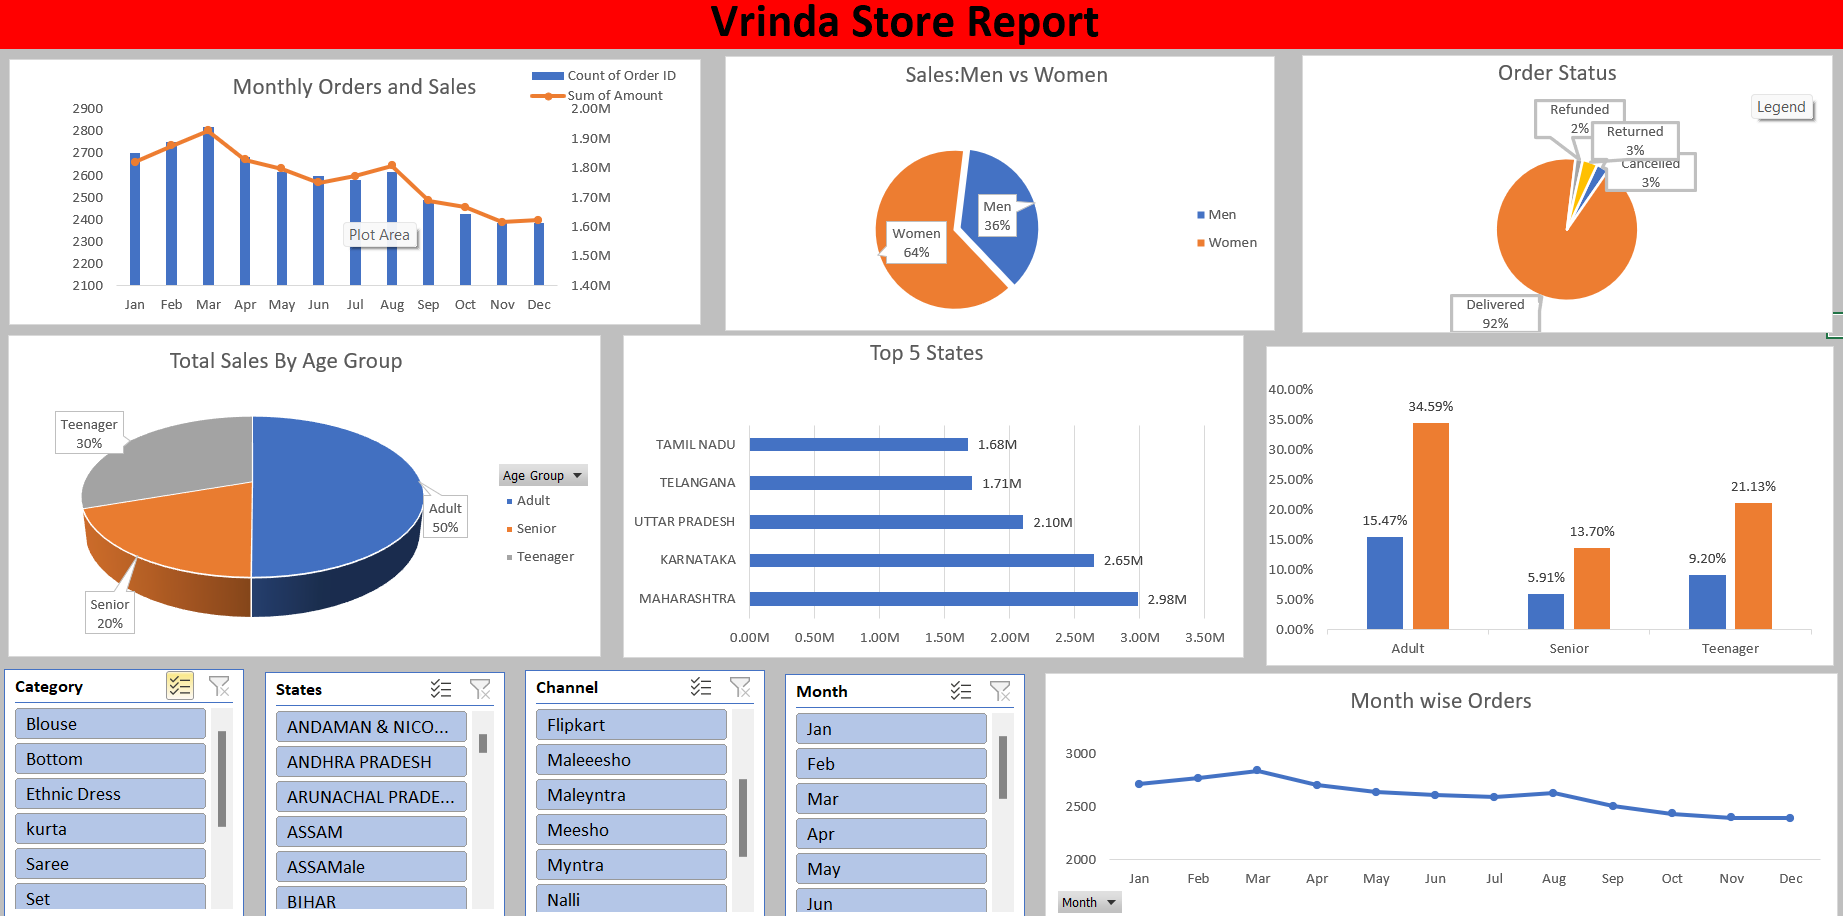 Vrinda Store Report
Monthly Orders and Sales
Count of Order ID
Sum of Amount
2900
2800
2700
2600
2500
2400
2300
2200
2100
2.00M
1.90M
1.80M
1.70M
1.60M
1.50M
1.40M
Plot Area
Jan Feb Mar Apr May Jun Jul Aug Sep Oct Nov Dec
Sales:Men vs Women
Men
36%
Women
64%
Men
Women
Order Status
Legend
Refunded
2%
Returned
3%
Cancelled
3%
Delivered
92%
Total Sales By Age Group
Teenager
30%
Adult
50%
Senior
20%
Age Group
Adult
Senior
Teenager
Top 5 States
TAMIL NADU 1.68M
TELANGANA 1.71M
UTTAR PRADESH 2.10M
KARNATAKA 2.65M
MAHARASHTRA 2.98M
0.00M 0.50M 1.00M 1.50M 2.00M 2.50M 3.00M 3.50M
40.00%
35.00%
30.00%
25.00%
20.00%
15.00%
10.00%
5.00%
0.00%
15.47% 34.59%
5.91% 13.70%
9.20% 21.13%
Adult Senior Teenager
Category
Blouse
Bottom
Ethnic Dress
kurta
Saree
Set
States
ANDAMAN & NICO...
ANDHRA PRADESH
ARUNACHAL PRADE...
ASSAM
ASSAMale
BIHAR
Channel
Flipkart
Maleeesho
Maleyntra
Meesho
Myntra
Nalli
Month
Jan
Feb
Mar
Apr
May
Jun
Month wise Orders
3000
2500
2000
Jan Feb Mar Apr May Jun Jul Aug Sep Oct Nov Dec
Month